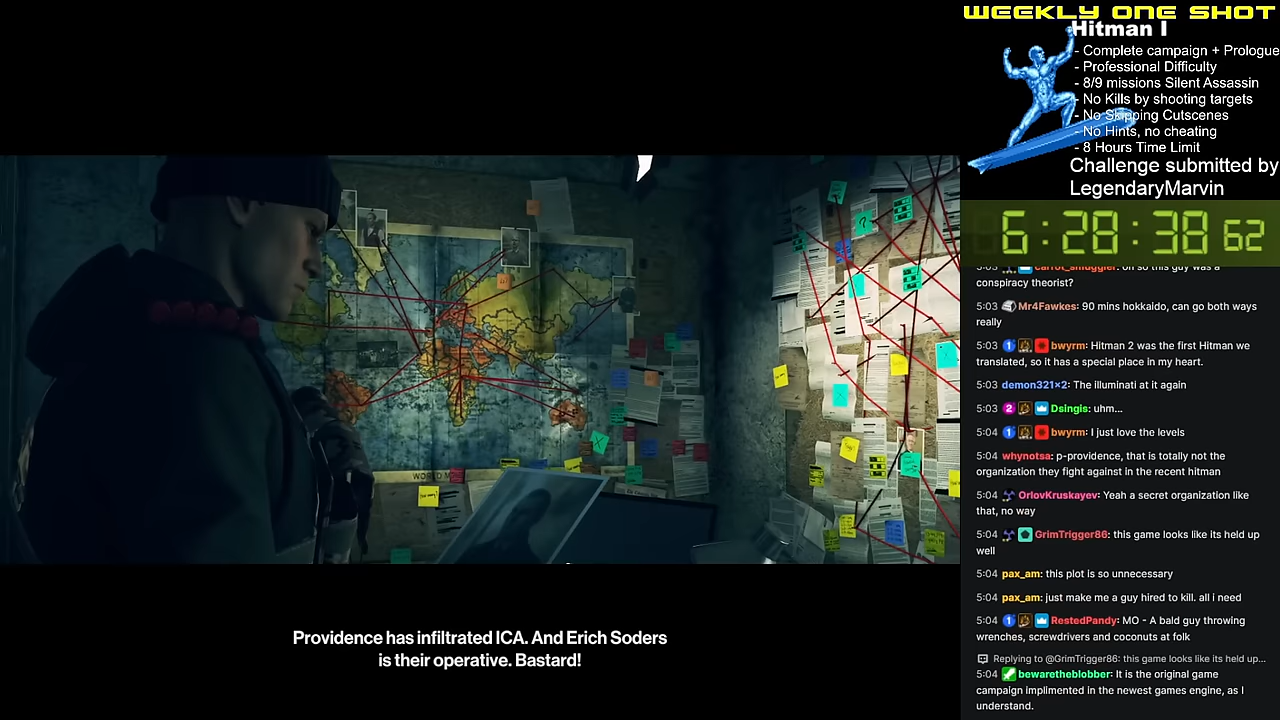 WEEKLY ONE SHOT
Hitman I
- Complete campaign + Prologue
- Professional Difficulty
- 8/9 missions Silent Assassin
- No Kills by shooting targets
- No Skipping Cutscenes
- No Hints, no cheating
- 8 Hours Time Limit
Challenge submitted by
LegendaryMarvin
6:28:38 62
5:03 carrot_smuggler: oh so this guy was a
conspiracy theorist?
5:03 Mr4Fawkes: 90 mins hokkaido, can go both ways
really
5:03 bwyrm: Hitman 2 was the first Hitman we
translated, so it has a special place in my heart.
5:03 demon321x2: The illuminati at it again
5:03 Dsingis: uhm...
5:04 bwyrm: I just love the levels
5:04 whynotsa: p-providence, that is totally not the
organization they fight against in the recent hitman
5:04 OrlovKruskayev: Yeah a secret organization like
that, no way
5:04 GrimTrigger86: this game looks like its held up
well
5:04 pax_am: this plot is so unnecessary
5:04 pax_am: just make me a guy hired to kill. all i need
5:04 RestedPandy: MO - A bald guy throwing
wrenches, screwdrivers and coconuts at folk
Replying to @GrimTrigger86: this game looks like its held up...
5:04 bewaretheblobber: It is the original game
campaign implimented in the newest games engine, as I
understand.
WORLD M
Providence has infiltrated ICA. And Erich Soders
is their operative. Bastard!